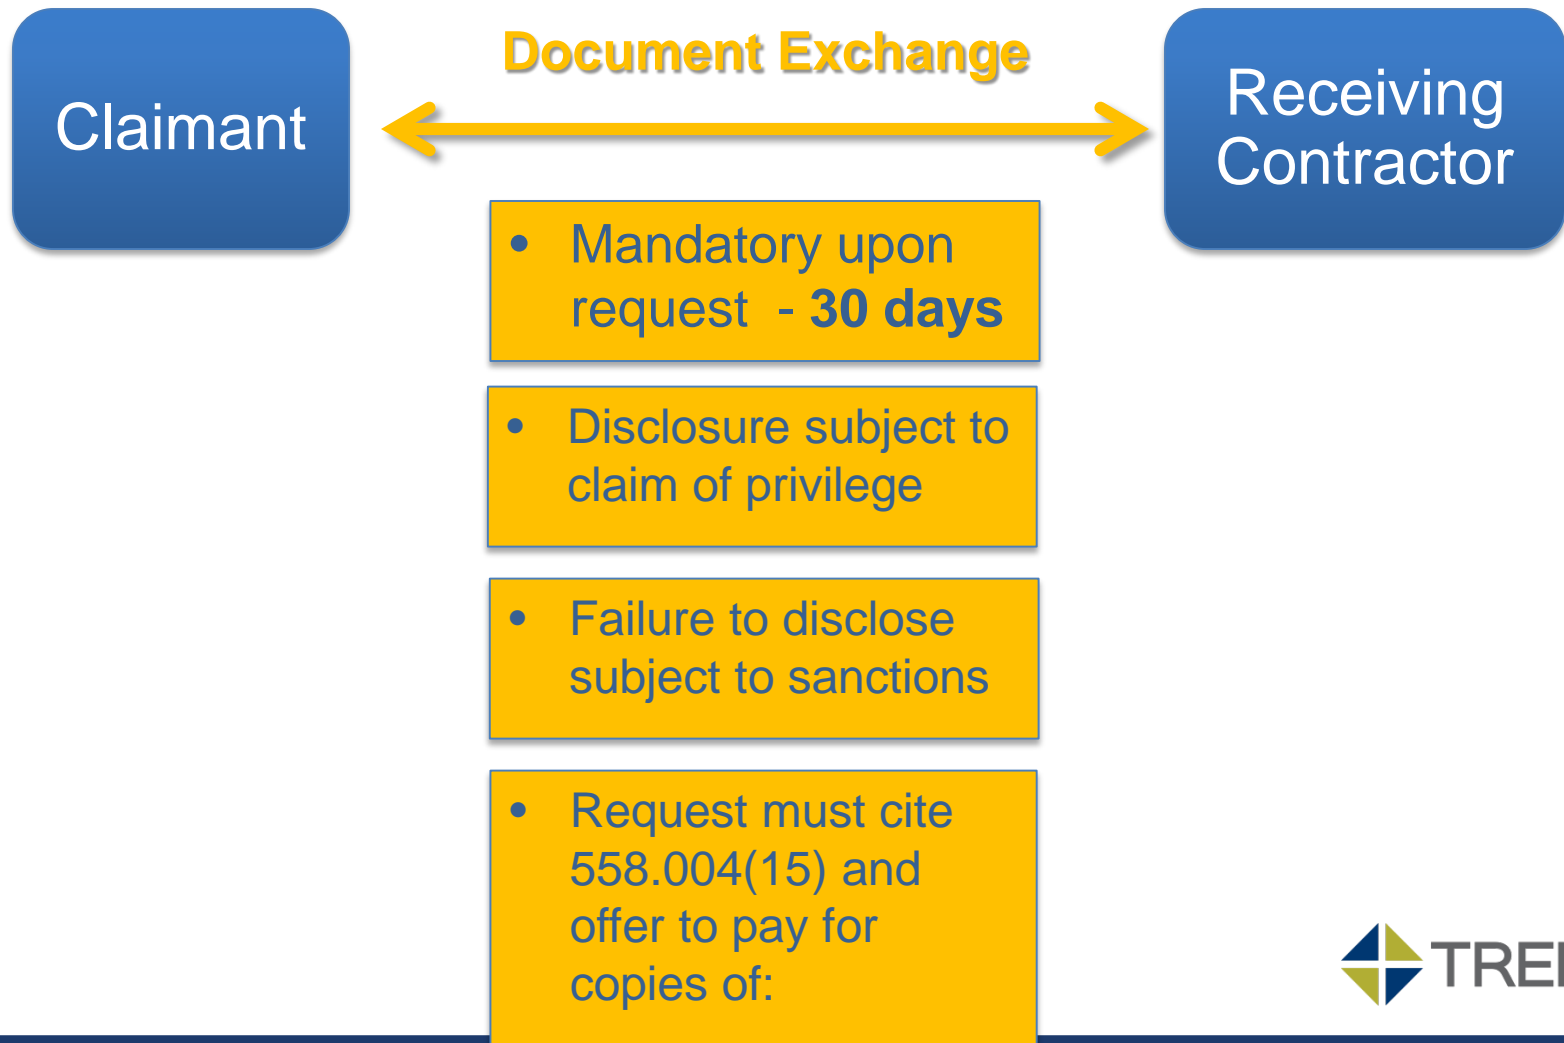 Document Exchange
Claimant
Receiving
Contractor
• Mandatory upon
request - 30 days
• Disclosure subject to
claim of privilege
• Failure to disclose
subject to sanctions
• Request must cite
558.004(15) and
offer to pay for
copies of: